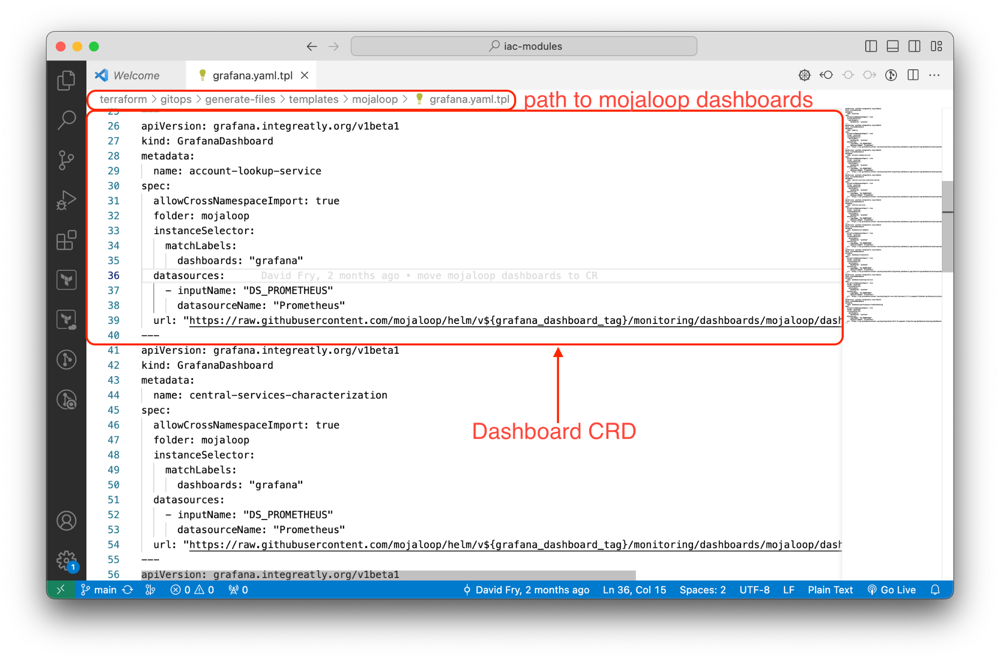 iac-modules
Welcome
grafana.yaml.tpl
terraform > gitops > generate-files > templates > mojaloop > grafana.yaml.tpl
path to mojaloop dashboards
25 ---
26 apiVersion: grafana.integreatly.org/v1beta1
27 kind: GrafanaDashboard
28 metadata:
29 name: account-lookup-service
30 spec:
31 allowCrossNamespaceImport: true
32 folder: mojaloop
33 instanceSelector:
34 matchLabels:
35 dashboards: "grafana"
36 datasources: David Fry, 2 months ago • move mojaloop dashboards to CR
37 - inputName: "DS_PROMETHEUS"
38 datasourceName: "Prometheus"
39 url: "https://raw.githubusercontent.com/mojaloop/helm/v${grafana_dashboard_tag}/monitoring/dashboards/mojaloop/dash
40 ---
41 apiVersion: grafana.integreatly.org/v1beta1
42 kind: GrafanaDashboard
43 metadata:
44 name: central-services-characterization
45 spec:
46 allowCrossNamespaceImport: true
Dashboard CRD
47 folder: mojaloop
48 instanceSelector:
49 matchLabels:
50 dashboards: "grafana"
51 datasources:
52 - inputName: "DS_PROMETHEUS"
53 datasourceName: "Prometheus"
54 url: "https://raw.githubusercontent.com/mojaloop/helm/v${grafana_dashboard_tag}/monitoring/dashboards/mojaloop/dash
55 ---
56 apiVersion: grafana.integreatly.org/v1beta1
1
main 0 0 0 David Fry, 2 months ago Ln 36, Col 15 Spaces: 2 UTF-8 LF Plain Text Go Live